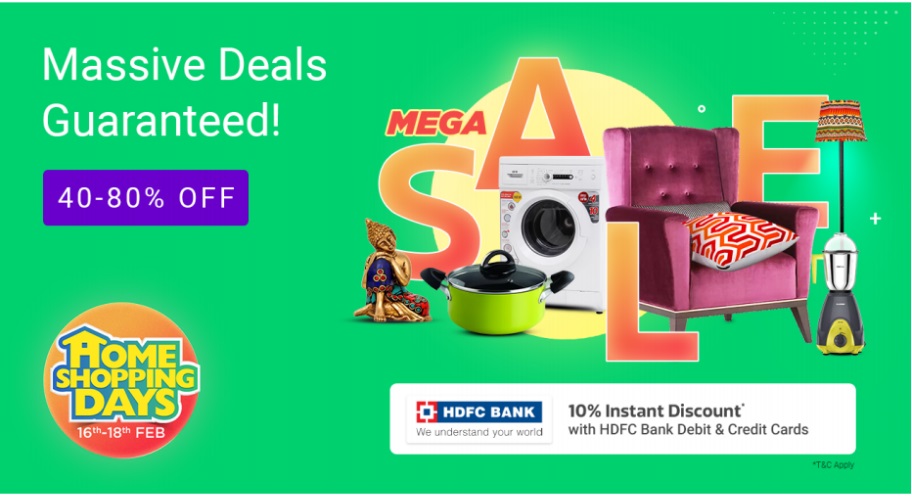 Massive Deals
Guaranteed!
40-80% OFF
MEGA
SALE
HOME
SHOPPING
DAYS
16th-18th FEB
HDFC BANK
We understand your world
10% Instant Discount*
with HDFC Bank Debit & Credit Cards
*T&C Apply